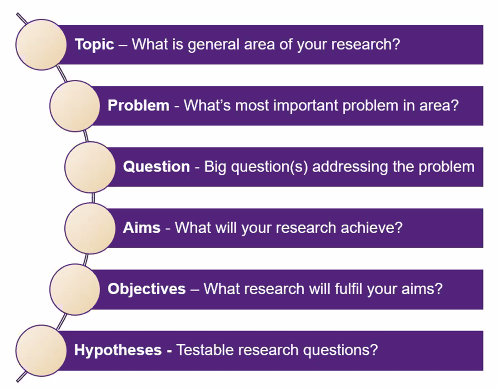 Topic – What is general area of your research?
Problem - What's most important problem in area?
Question - Big question(s) addressing the problem
Aims - What will your research achieve?
Objectives – What research will fulfil your aims?
Hypotheses - Testable research questions?